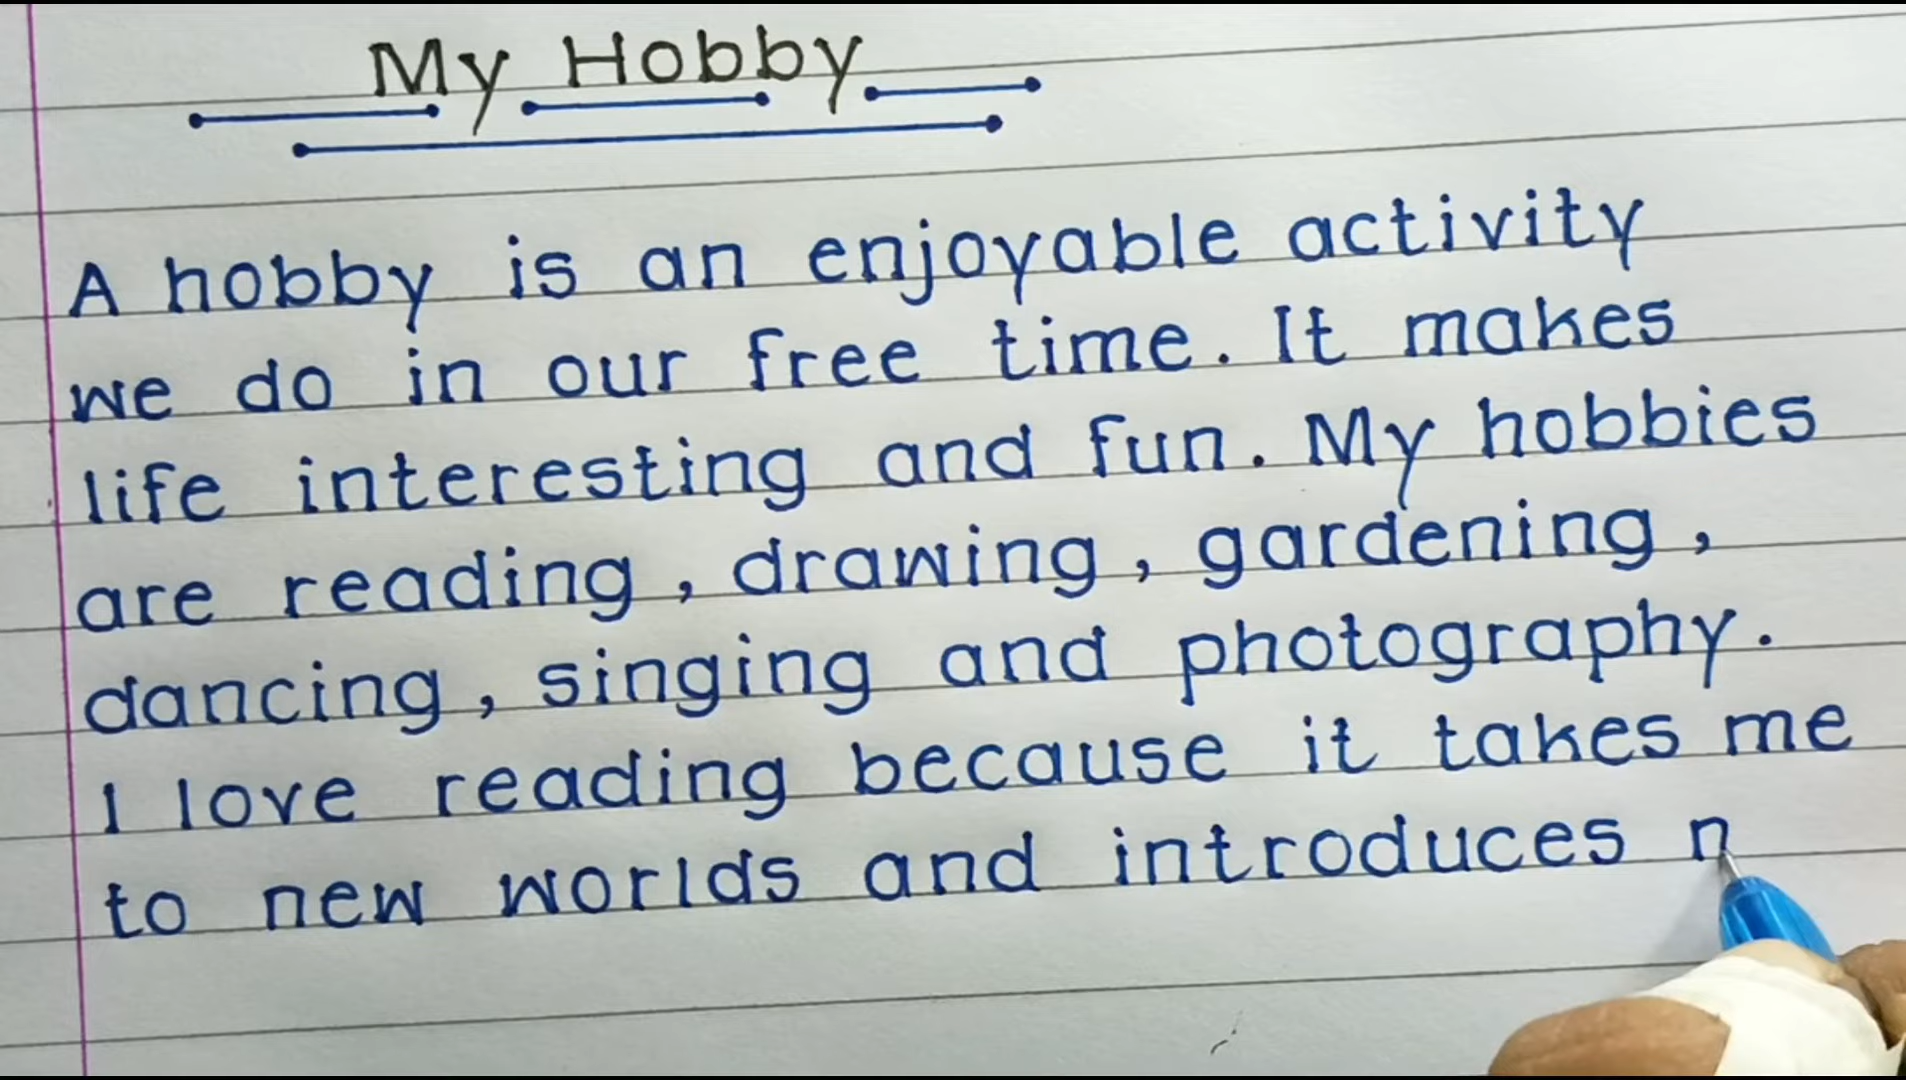 My Hobby
A hobby is an enjoyable activity
we do in our free time. It makes
life interesting and fun. My hobbies
are reading, drawing, gardening,
dancing, singing and photography.
I love reading because it takes me
to new worlds and introduces